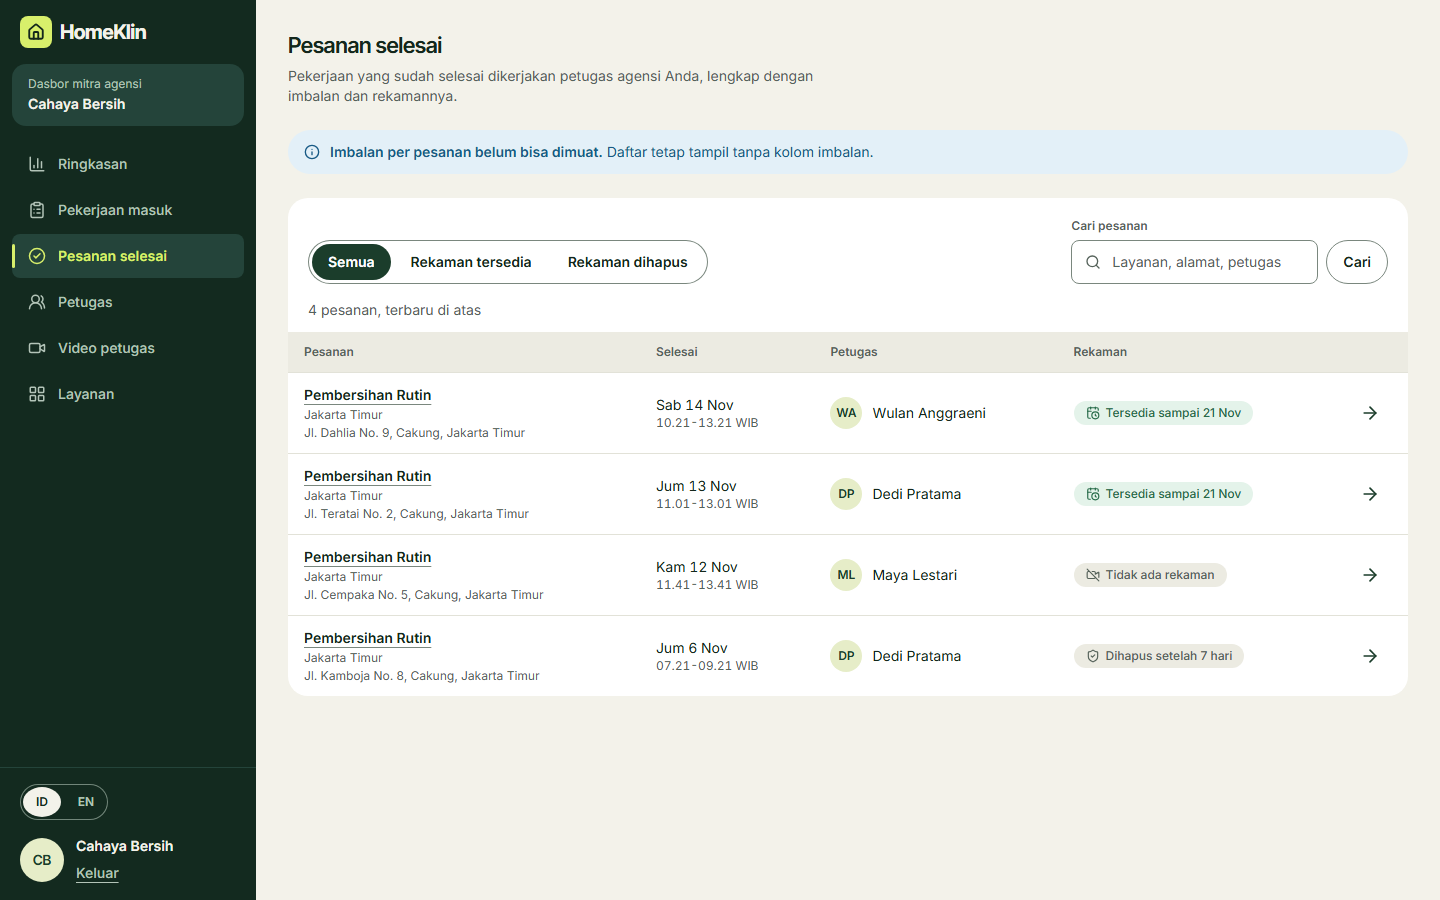 HomeKlin
Dasbor mitra agensi
Cahaya Bersih
Ringkasan
Pekerjaan masuk
Pesanan selesai
Petugas
Video petugas
Layanan
ID EN
CB
Cahaya Bersih
Keluar
Pesanan selesai
Pekerjaan yang sudah selesai dikerjakan petugas agensi Anda, lengkap dengan
imbalan dan rekamannya.
Imbalan per pesanan belum bisa dimuat. Daftar tetap tampil tanpa kolom imbalan.
Cari pesanan
Semua Rekaman tersedia Rekaman dihapus
Layanan, alamat, petugas Cari
4 pesanan, terbaru di atas
Pesanan Selesai Petugas Rekaman
Pembersihan Rutin
Jakarta Timur
Jl. Dahlia No. 9, Cakung, Jakarta Timur
Sab 14 Nov
10.21-13.21 WIB
WA Wulan Anggraeni
Tersedia sampai 21 Nov
Pembersihan Rutin
Jakarta Timur
Jl. Teratai No. 2, Cakung, Jakarta Timur
Jum 13 Nov
11.01-13.01 WIB
DP Dedi Pratama
Tersedia sampai 21 Nov
Pembersihan Rutin
Jakarta Timur
Jl. Cempaka No. 5, Cakung, Jakarta Timur
Kam 12 Nov
11.41-13.41 WIB
ML Maya Lestari
Tidak ada rekaman
Pembersihan Rutin
Jakarta Timur
Jl. Kamboja No. 8, Cakung, Jakarta Timur
Jum 6 Nov
07.21-09.21 WIB
DP Dedi Pratama
Dihapus setelah 7 hari